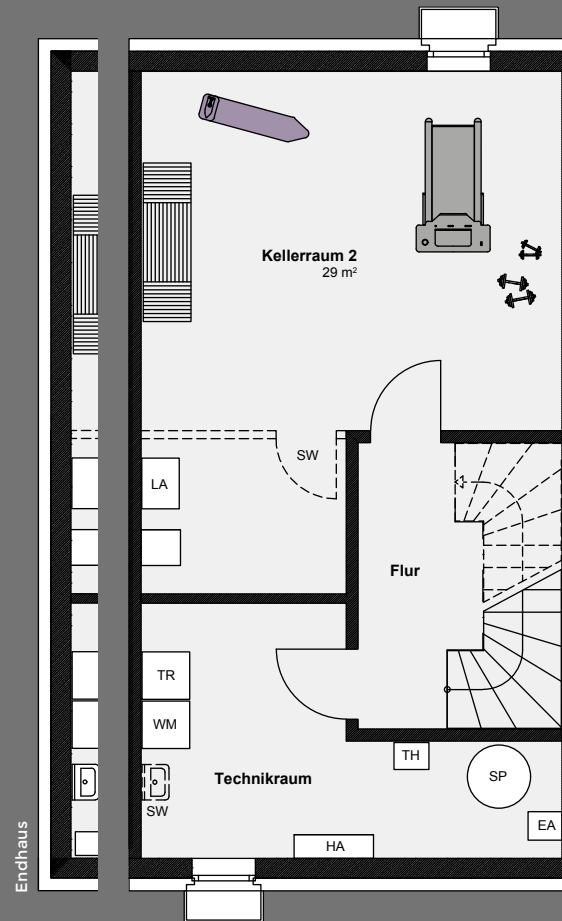 Kellerraum 2
29 m²
SW
LA
Flur
TR
WM
TH
SP
Technikraum
SW
EA
HA
Endhaus